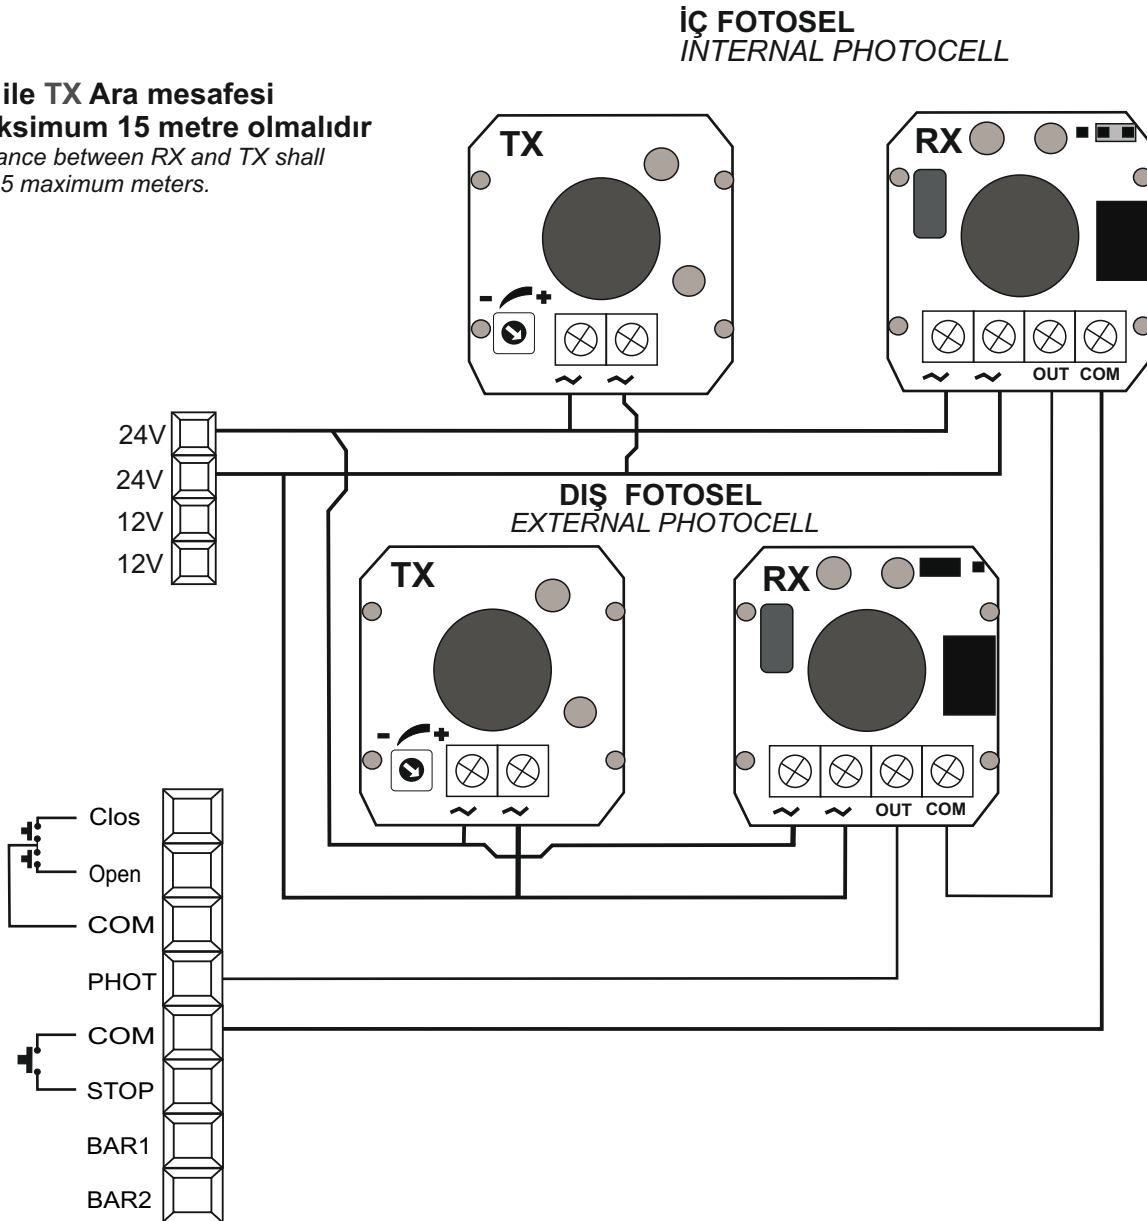 İÇ FOTOSEL
INTERNAL PHOTOCELL
ile TX Ara mesafesi
ksimum 15 metre olmalıdır
ance between RX and TX shall
5 maximum meters.
TX
RX
- +
OUT COM
24V
24V
12V
12V
DIŞ FOTOSEL
EXTERNAL PHOTOCELL
TX
RX
- +
OUT COM
Clos
Open
COM
PHOT
COM
STOP
BAR1
BAR2